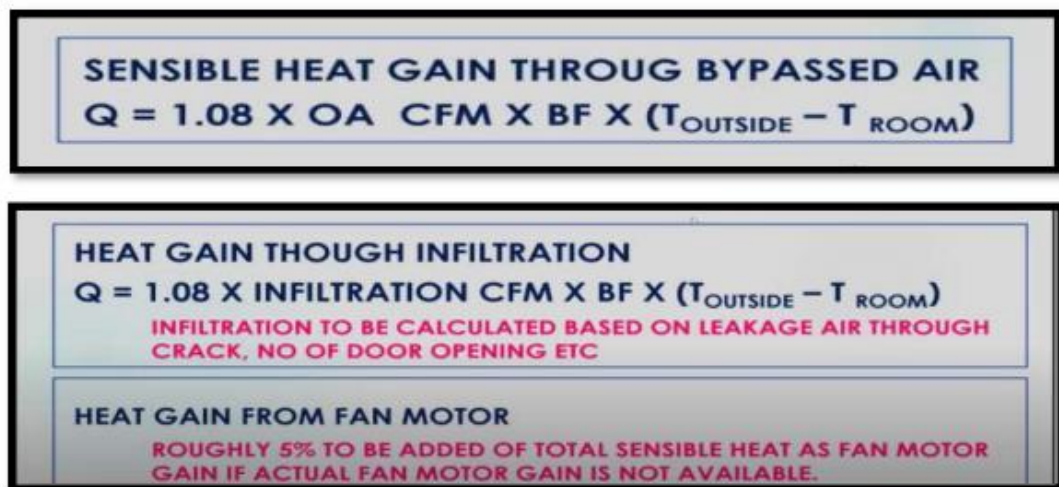 SENSIBLE HEAT GAIN THROUG BYPASSED AIR
Q = 1.08 X OA CFM X BF X (TOUTSIDE – T ROOM)
HEAT GAIN THOUGH INFILTRATION
Q = 1.08 X INFILTRATION CFM X BF X (TOUTSIDE – T ROOM)
INFILTRATION TO BE CALCULATED BASED ON LEAKAGE AIR THROUGH
CRACK, NO OF DOOR OPENING ETC
HEAT GAIN FROM FAN MOTOR
ROUGHLY 5% TO BE ADDED OF TOTAL SENSIBLE HEAT AS FAN MOTOR
GAIN IF ACTUAL FAN MOTOR GAIN IS NOT AVAILABLE.